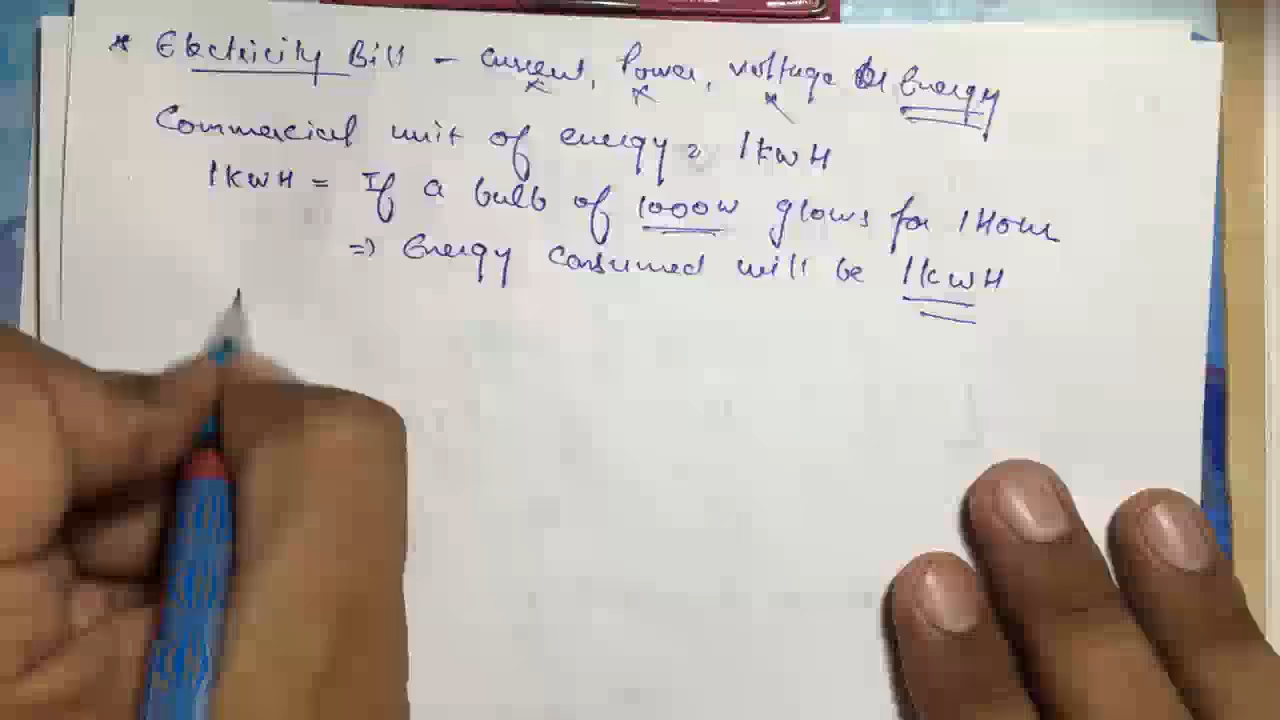 * Electricity Bill - Current, Power, Voltage or Energy
Commercial unit of energy = 1kwH
1kwH = If a bulb of 1000w glows for 1Hour
=> Energy consumed will be 1kwH